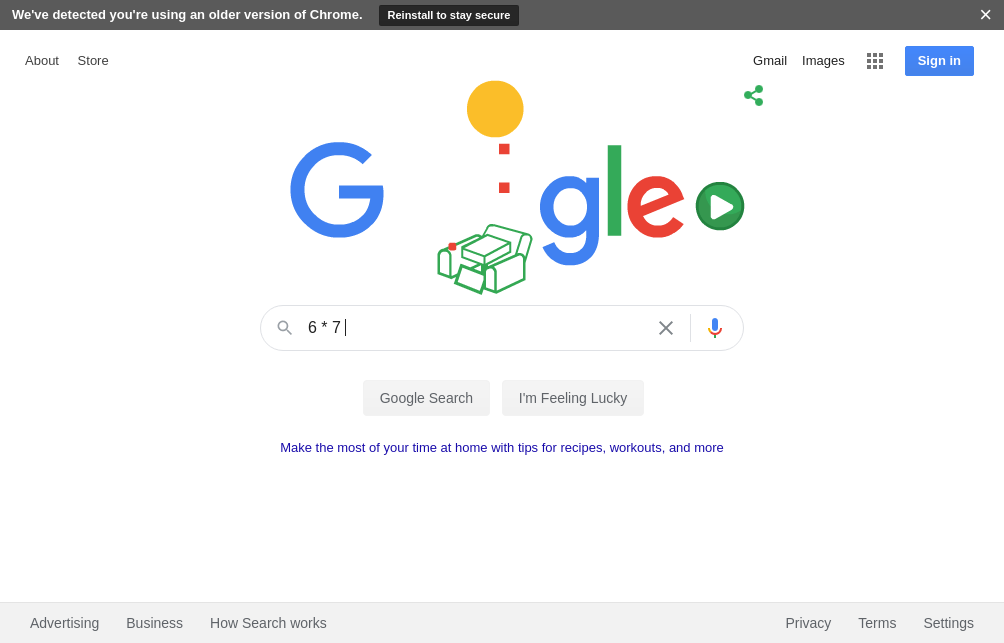 We've detected you're using an older version of Chrome. Reinstall to stay secure
About Store Gmail Images Sign in
G gle
6 * 7
Google Search I'm Feeling Lucky
Make the most of your time at home with tips for recipes, workouts, and more
Advertising Business How Search works Privacy Terms Settings